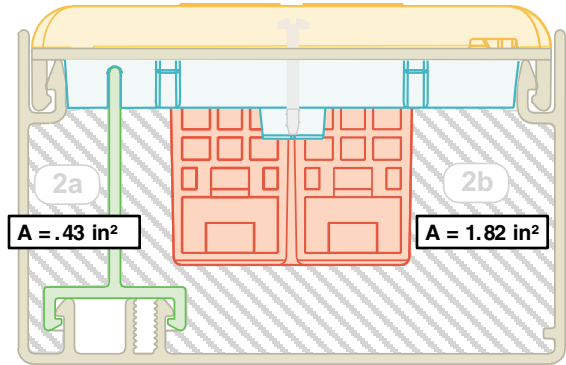 2a
2b
A = .43 in²
A = 1.82 in²